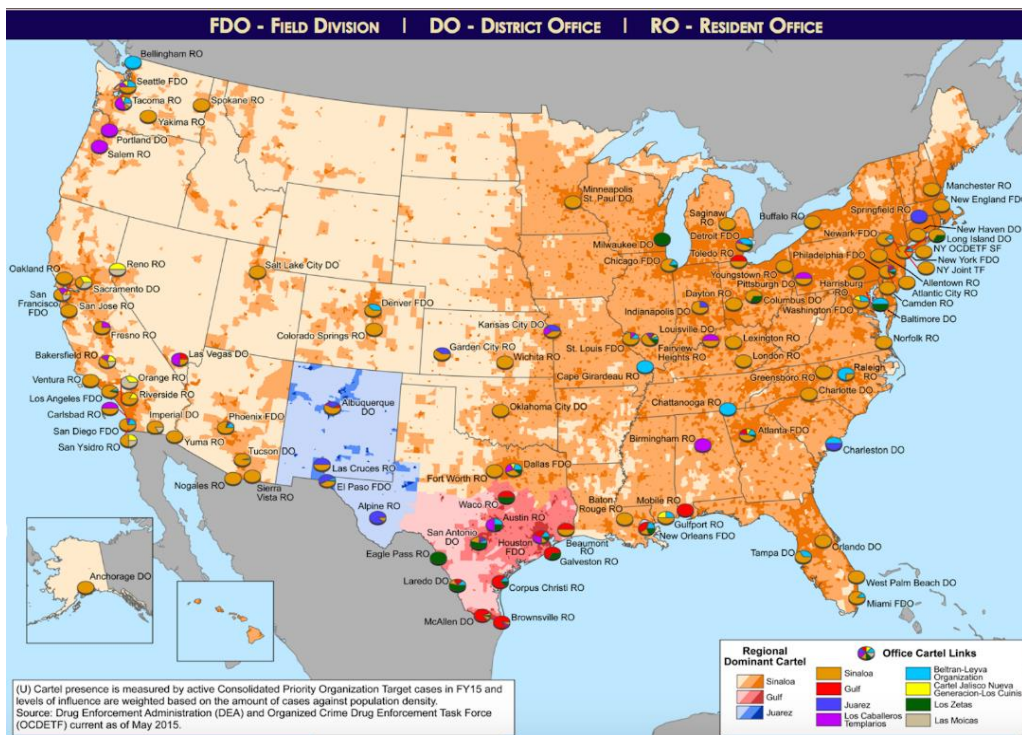 FDO - FIELD DIVISION | DO - DISTRICT OFFICE | RO - RESIDENT OFFICE
Bellingham RO
Seattle FDO
Tacoma RO
Spokane RO
Yakima RO
Portland DO
Salem RO
Minneapolis
St. Paul DO
Saginaw
RO
Detroit FDO
Toledo RO
Buffalo RO
Springfield RO
Manchester RO
New England FDO
New Haven DO
Long Island DO
NY OCDETF SF
New York FDO
NY Joint TF
Newark FDO
Philadelphia FDO
Allentown RO
Atlantic City RO
Camden RO
Baltimore DO
Milwaukee DO
Chicago FDO
Youngstown RO
Pittsburgh DO
Harrisburg
RO
Washington FDO
Columbus DO
Dayton RO
Indianapolis DO
Norfolk RO
Oakland RO
Reno RO
Sacramento DO
San
Francisco
FDO
San Jose RO
Fresno RO
Salt Lake City DO
Denver FDO
Colorado Springs RO
Kansas City DO
Garden City RO
Wichita RO
St. Louis FDO
Louisville DO
Fairview
Heights RO
Lexington RO
London RO
Cape Girardeau RO
Greensboro RO
Raleigh
RO
Charlotte DO
Bakersfield RO
Las Vegas DO
Ventura RO
Orange RO
Riverside RO
Los Angeles FDO
Carlsbad RO
San Diego FDO
San Ysidro RO
Imperial DO
Yuma RO
Phoenix FDO
Tucson DO
Nogales RO
Sierra
Vista RO
Albuquerque
DO
Las Cruces RO
El Paso FDO
Alpine RO
Oklahoma City DO
Chattanooga RO
Birmingham RO
Atlanta FDO
Charleston DO
Fort Worth RO
Dallas FDO
Waco RO
Austin RO
San Antonio
DO
Houston
FDO
Beaumont
RO
Galveston RO
Eagle Pass RO
Laredo DO
Corpus Christi RO
McAllen DO
Brownsville RO
Baton
Rouge RO
Mobile RO
Gulfport RO
New Orleans FDO
Tampa DO
Orlando DO
West Palm Beach DO
Miami FDO
Anchorage DO
(U) Cartel presence is measured by active Consolidated Priority Organization Target cases in FY15 and
levels of influence are weighted based on the amount of cases against population density.
Source: Drug Enforcement Administration (DEA) and Organized Crime Drug Enforcement Task Force
(OCDETF) current as of May 2015.
Regional
Dominant Cartel
Sinaloa
Gulf
Juarez
Office Cartel Links
Sinaloa
Gulf
Juarez
Los Caballeros
Templarios
Beltran-Leyva
Organization
Cartel Jalisco Nueva
Generacion-Los Cuinis
Los Zetas
Las Moicas